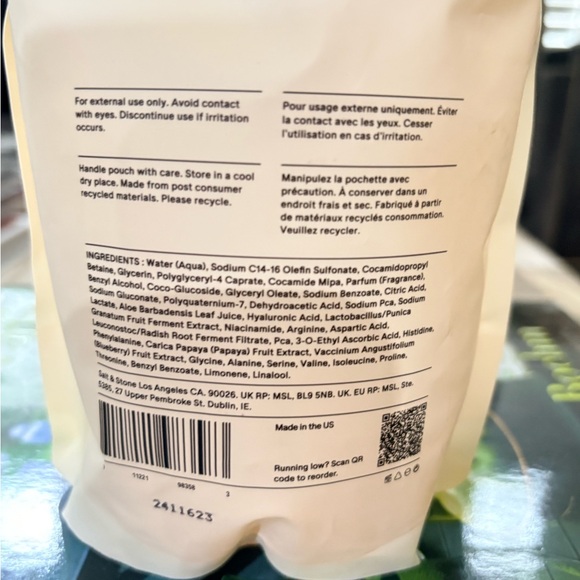 For external use only. Avoid contact
with eyes. Discontinue use if irritation
occurs.
Pour usage externe uniquement. Éviter
la contact avec les yeux. Cesser
l'utilisation en cas d'irritation.
Handle pouch with care. Store in a cool
dry place. Made from post consumer
recycled materials. Please recycle.
Manipulez la pochette avec
précaution. À conserver dans un
endroit frais et sec. Fabriqué à partir
de matériaux recyclés consommation.
Veuillez recycler.
INGREDIENTS : Water (Aqua), Sodium C14-16 Olefin Sulfonate, Cocamidopropyl
Betaine, Glycerin, Polyglyceryl-4 Caprate, Cocamide Mipa, Parfum (Fragrance),
Benzyl Alcohol, Coco-Glucoside, Glyceryl Oleate, Sodium Benzoate, Citric Acid,
Sodium Gluconate, Polyquaternium-7, Dehydroacetic Acid, Sodium Pca, Sodium
Lactate, Aloe Barbadensis Leaf Juice, Hyaluronic Acid, Lactobacillus/Punica
Granatum Fruit Ferment Extract, Niacinamide, Arginine, Aspartic Acid,
Leuconostoc/Radish Root Ferment Filtrate, Pca, 3-O-Ethyl Ascorbic Acid, Histidine,
Phenylalanine, Carica Papaya (Papaya) Fruit Extract, Vaccinium Angustifolium
(Blueberry) Fruit Extract, Glycine, Alanine, Serine, Valine, Isoleucine, Proline,
Threonine, Benzyl Benzoate, Limonene, Linalool.
Salt & Stone Los Angeles CA. 90026. UK RP: MSL, BL9 5NB. UK. EU RP: MSL, Ste.
5385, 27 Upper Pembroke St. Dublin, IE.
Made in the US
Running low? Scan QR
code to reorder.
11221 98356 3
2411623